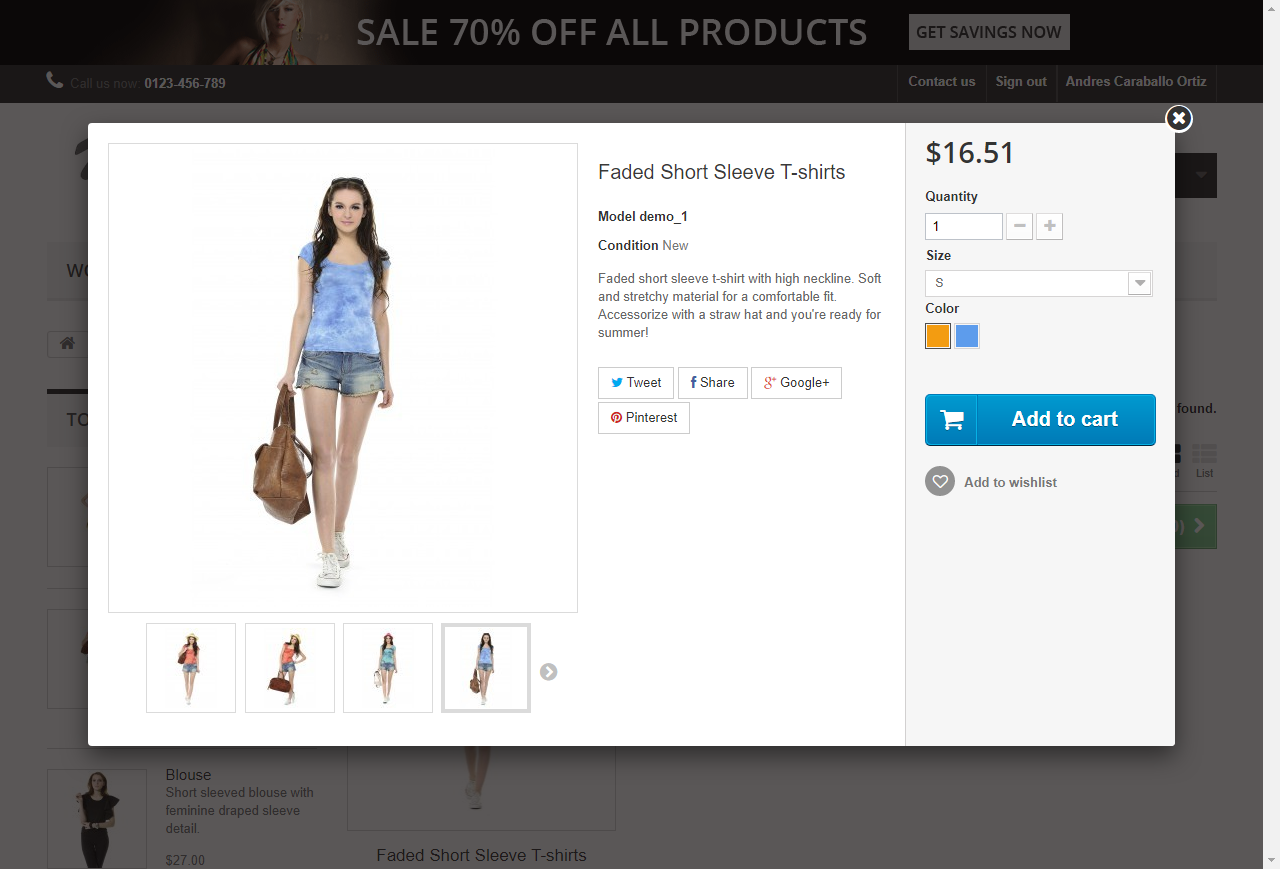 SALE 70% OFF ALL PRODUCTS
GET SAVINGS NOW
Call us now: 0123-456-789
Contact us
Sign out
Andres Caraballo Ortiz
$16.51
Faded Short Sleeve T-shirts
Model demo_1
Condition New
Faded short sleeve t-shirt with high neckline. Soft
and stretchy material for a comfortable fit.
Accessorize with a straw hat and you're ready for
summer!
Tweet
Share
Google+
Pinterest
Quantity
1
Size
S
Color
Add to cart
Add to wishlist
found.
List
Blouse
Short sleeved blouse with
feminine draped sleeve
detail.
$27.00
Faded Short Sleeve T-shirts